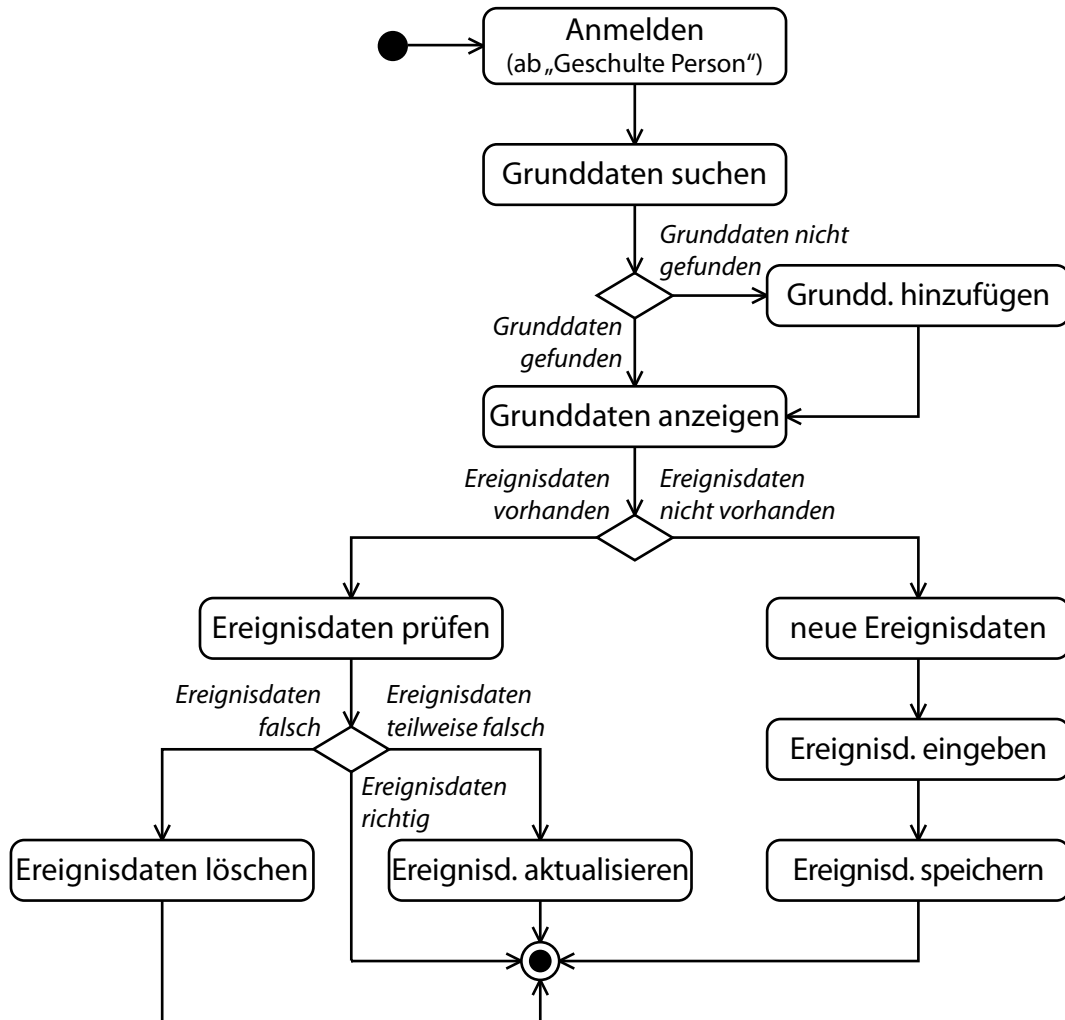 Anmelden
(ab „Geschulte Person“)
Grunddaten suchen
Grunddaten nicht
gefunden
Grundd. hinzufügen
Grunddaten
gefunden
Grunddaten anzeigen
Ereignisdaten
vorhanden
Ereignisdaten
nicht vorhanden
Ereignisdaten prüfen
neue Ereignisdaten
Ereignisdaten
falsch
Ereignisdaten
teilweise falsch
Ereignisd. eingeben
Ereignisdaten
richtig
Ereignisdaten löschen
Ereignisd. aktualisieren
Ereignisd. speichern